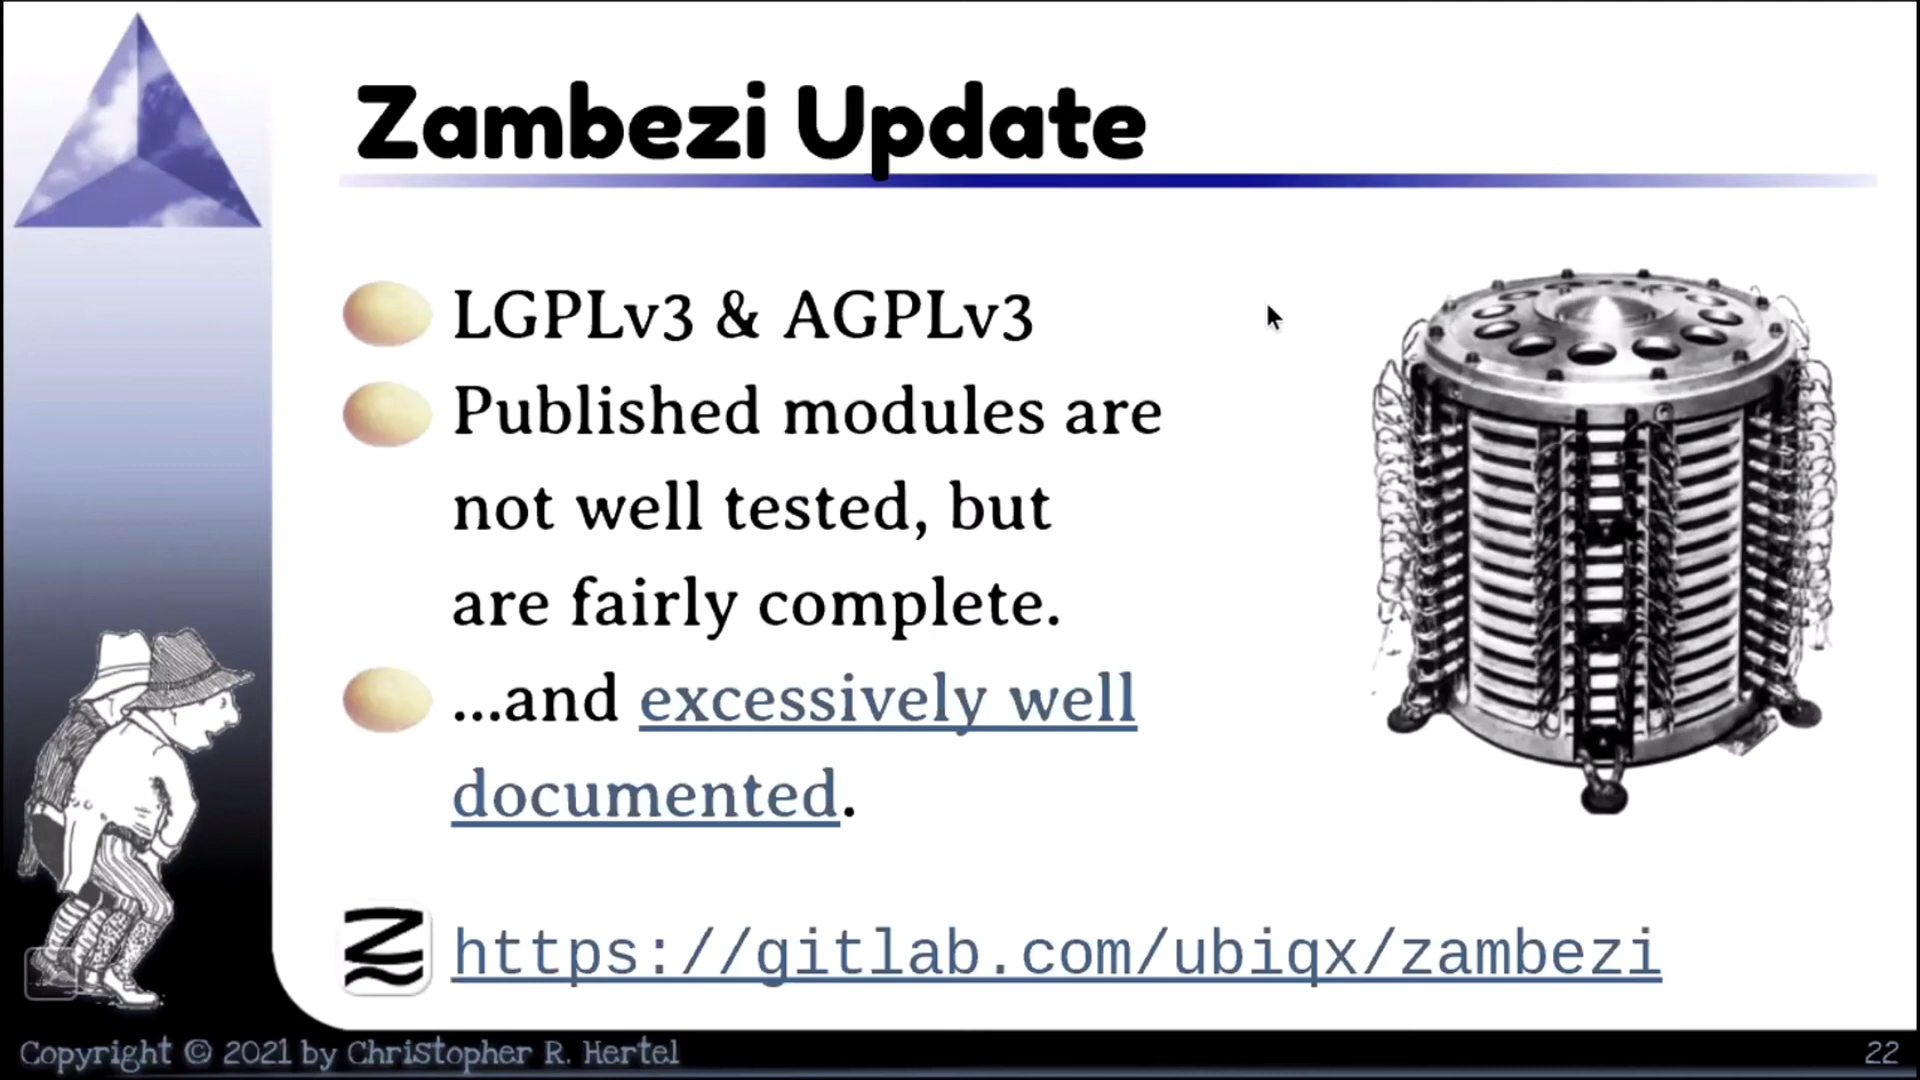 Zambezi Update
LGPLv3 & AGPLv3
Published modules are
not well tested, but
are fairly complete.
...and excessively well
documented.
https://gitlab.com/ubiqx/zambezi
Copyright © 2021 by Christopher R. Hertel
22